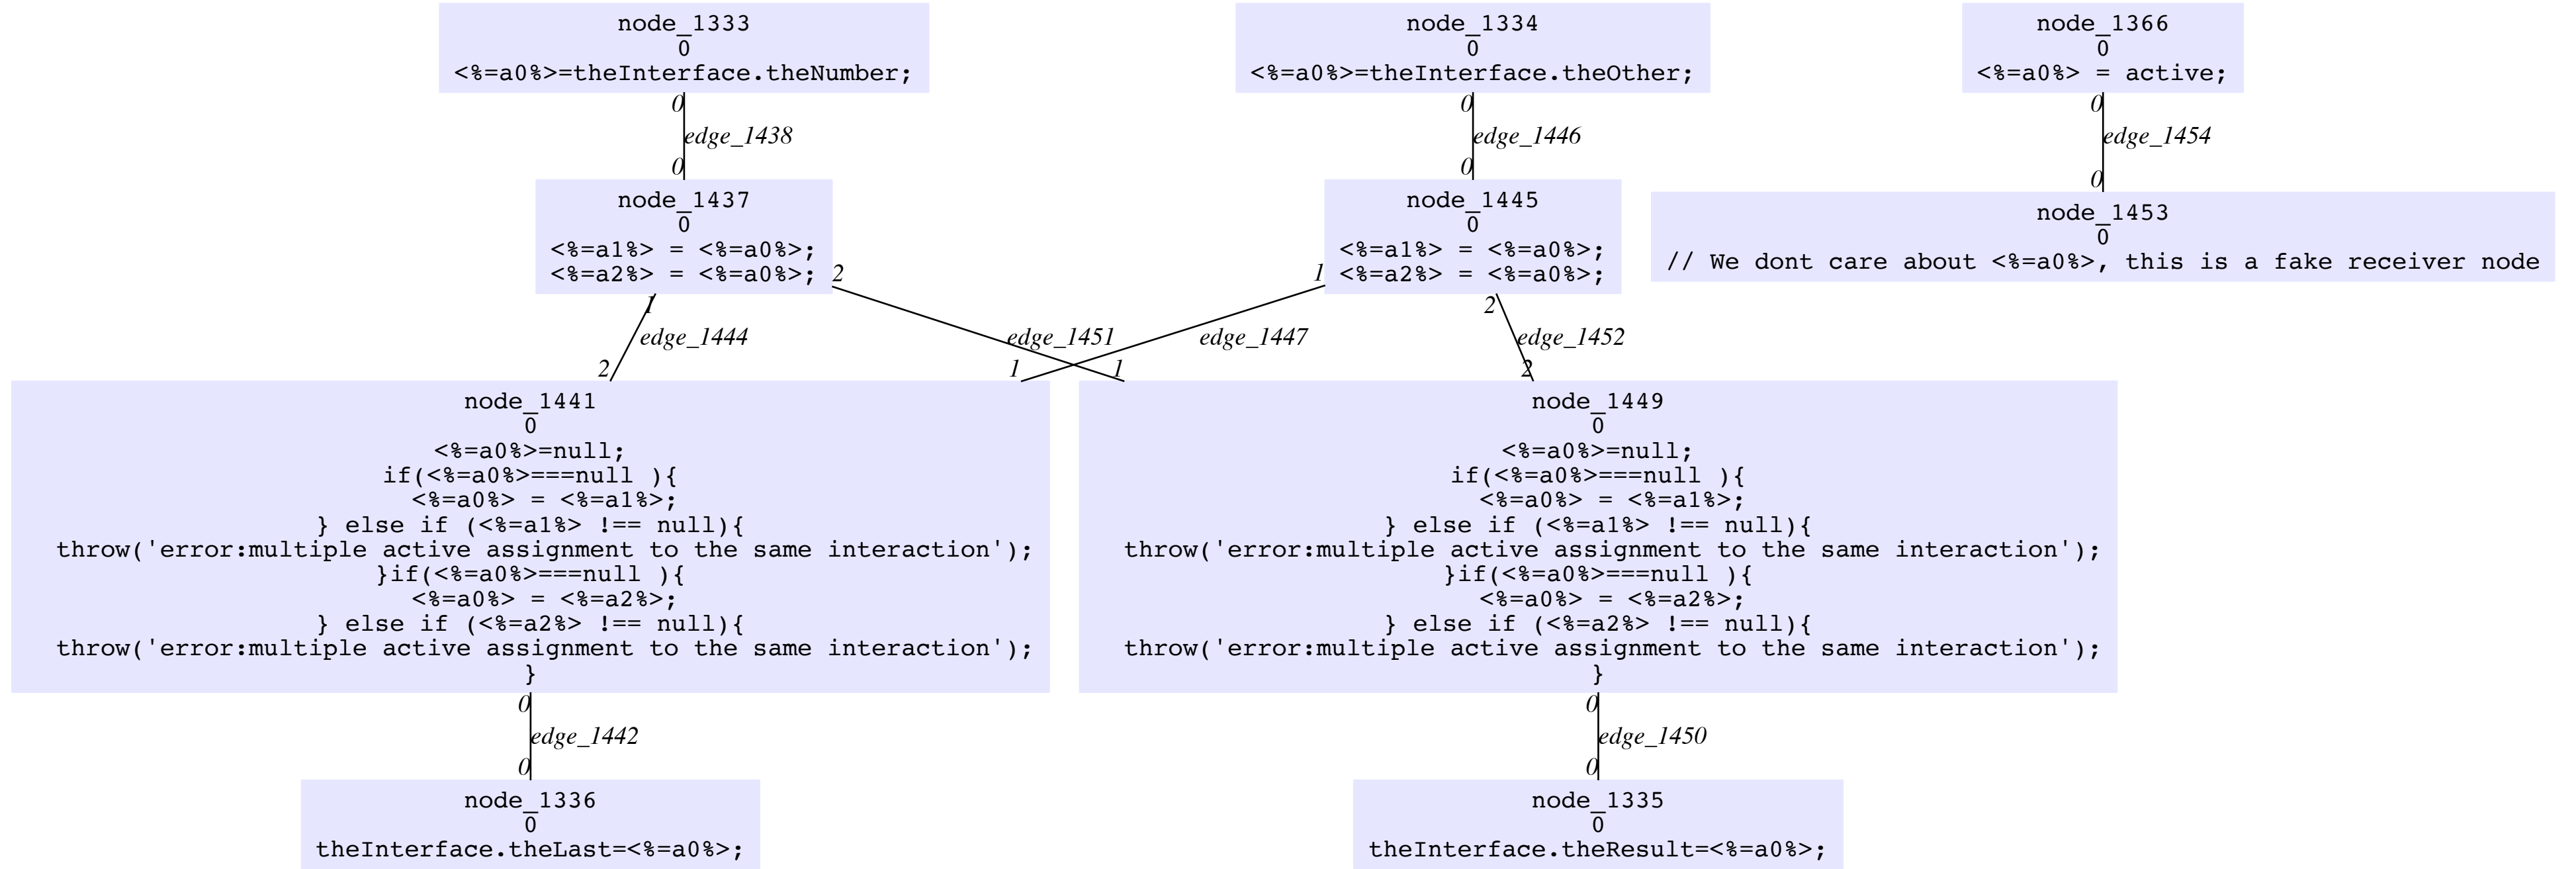 node_1333
0
<%=a0%>=theInterface.theNumber;
node_1334
0
<%=a0%>=theInterface.theOther;
node_1366
0
<%=a0%> = active;
0
edge_1438
0
0
edge_1446
0
0
edge_1454
0
node_1437
0
<%=a1%> = <%=a0%>;
<%=a2%> = <%=a0%>;
node_1445
0
<%=a1%> = <%=a0%>;
<%=a2%> = <%=a0%>;
node_1453
0
// We dont care about <%=a0%>, this is a fake receiver node
1
edge_1444
2
2
edge_1451
1
1
edge_1447
1
2
edge_1452
2
node_1441
0
<%=a0%>=null;
if(<%=a0%>===null ){
<%=a0%> = <%=a1%>;
} else if (<%=a1%> !== null){
throw('error:multiple active assignment to the same interaction');
}if(<%=a0%>===null ){
<%=a0%> = <%=a2%>;
} else if (<%=a2%> !== null){
throw('error:multiple active assignment to the same interaction');
}
node_1449
0
<%=a0%>=null;
if(<%=a0%>===null ){
<%=a0%> = <%=a1%>;
} else if (<%=a1%> !== null){
throw('error:multiple active assignment to the same interaction');
}if(<%=a0%>===null ){
<%=a0%> = <%=a2%>;
} else if (<%=a2%> !== null){
throw('error:multiple active assignment to the same interaction');
}
0
edge_1442
0
0
edge_1450
0
node_1336
0
theInterface.theLast=<%=a0%>;
node_1335
0
theInterface.theResult=<%=a0%>;